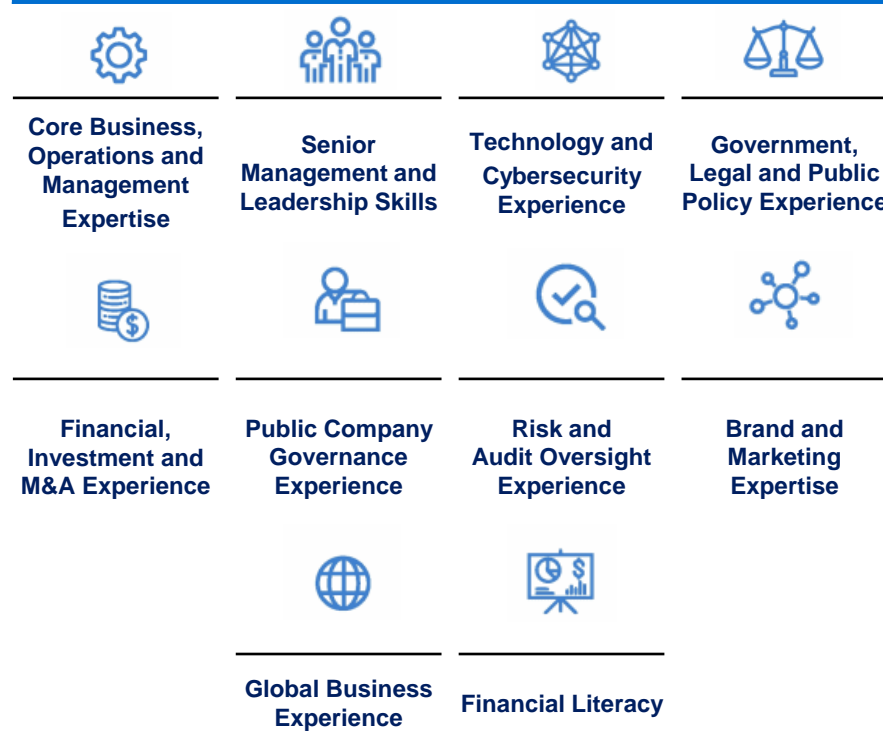 Core Business,
Operations and
Management
Expertise
Senior
Management and
Leadership Skills
Technology and
Cybersecurity
Experience
Government,
Legal and Public
Policy Experience
$
Financial,
Investment and
M&A Experience
Public Company
Governance
Experience
Risk and
Audit Oversight
Experience
Brand and
Marketing
Expertise
$
Global Business
Experience
Financial Literacy